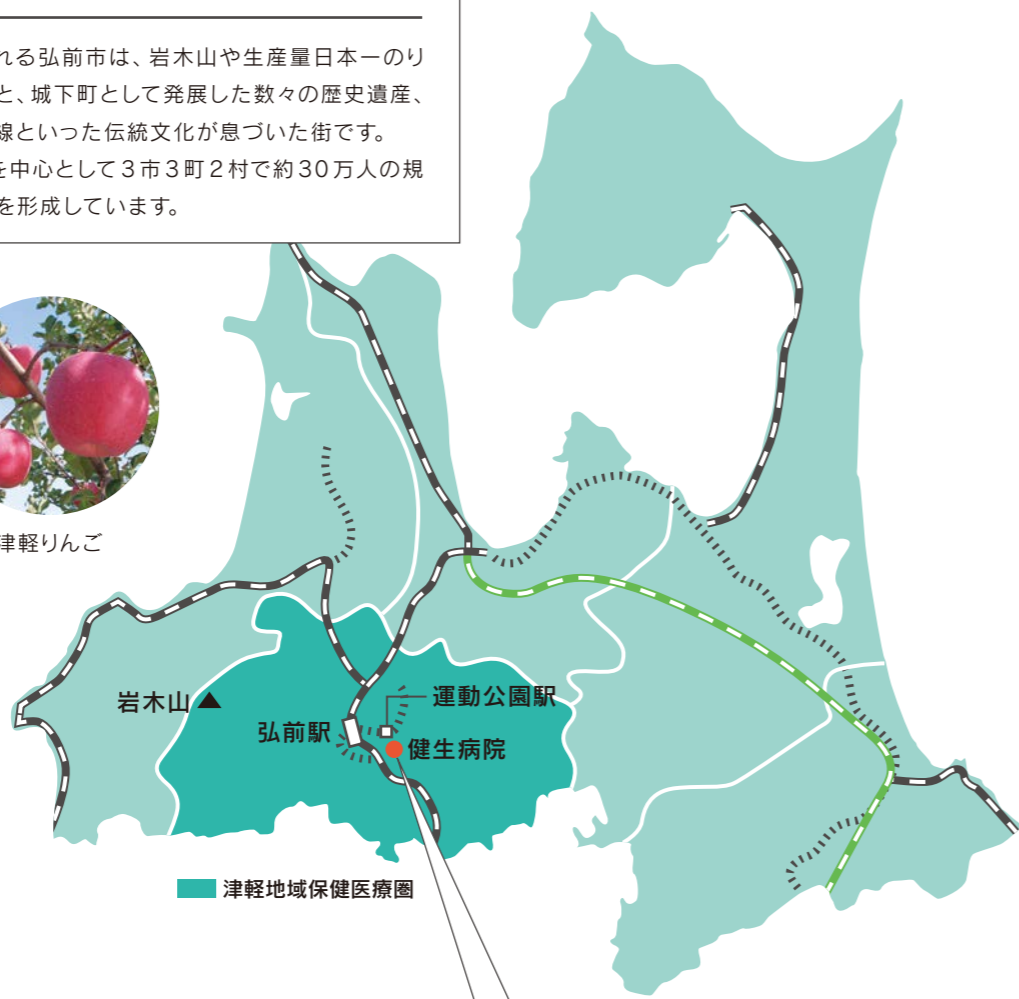 れる弘前市は、岩木山や生産量日本一のり
と、城下町として発展した数々の歴史遺産、
線といった伝統文化が息づいた街です。
を中心として3市3町2村で約30万人の規
を形成しています。
津軽りんご
岩木山
運動公園駅
弘前駅
健生病院
津軽地域保健医療圏